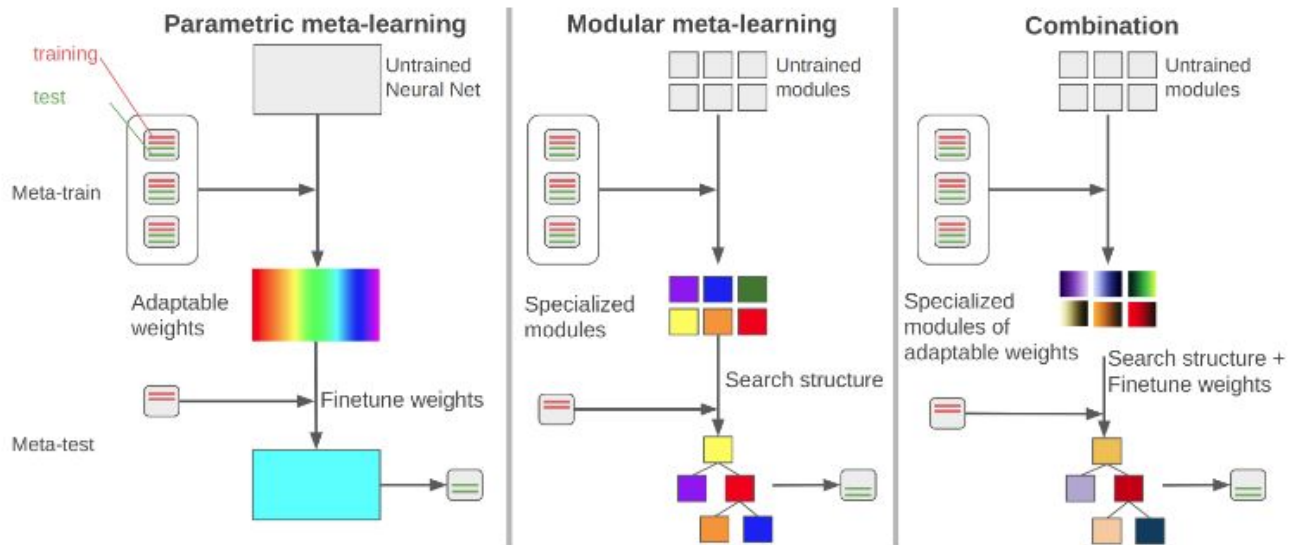 Parametric meta-learning
training
test
Untrained
Neural Net
Meta-train
Adaptable
weights
Finetune weights
Meta-test
Modular meta-learning
Untrained
modules
Specialized
modules
Search structure
Combination
Untrained
modules
Specialized
modules of
adaptable weights
Search structure +
Finetune weights